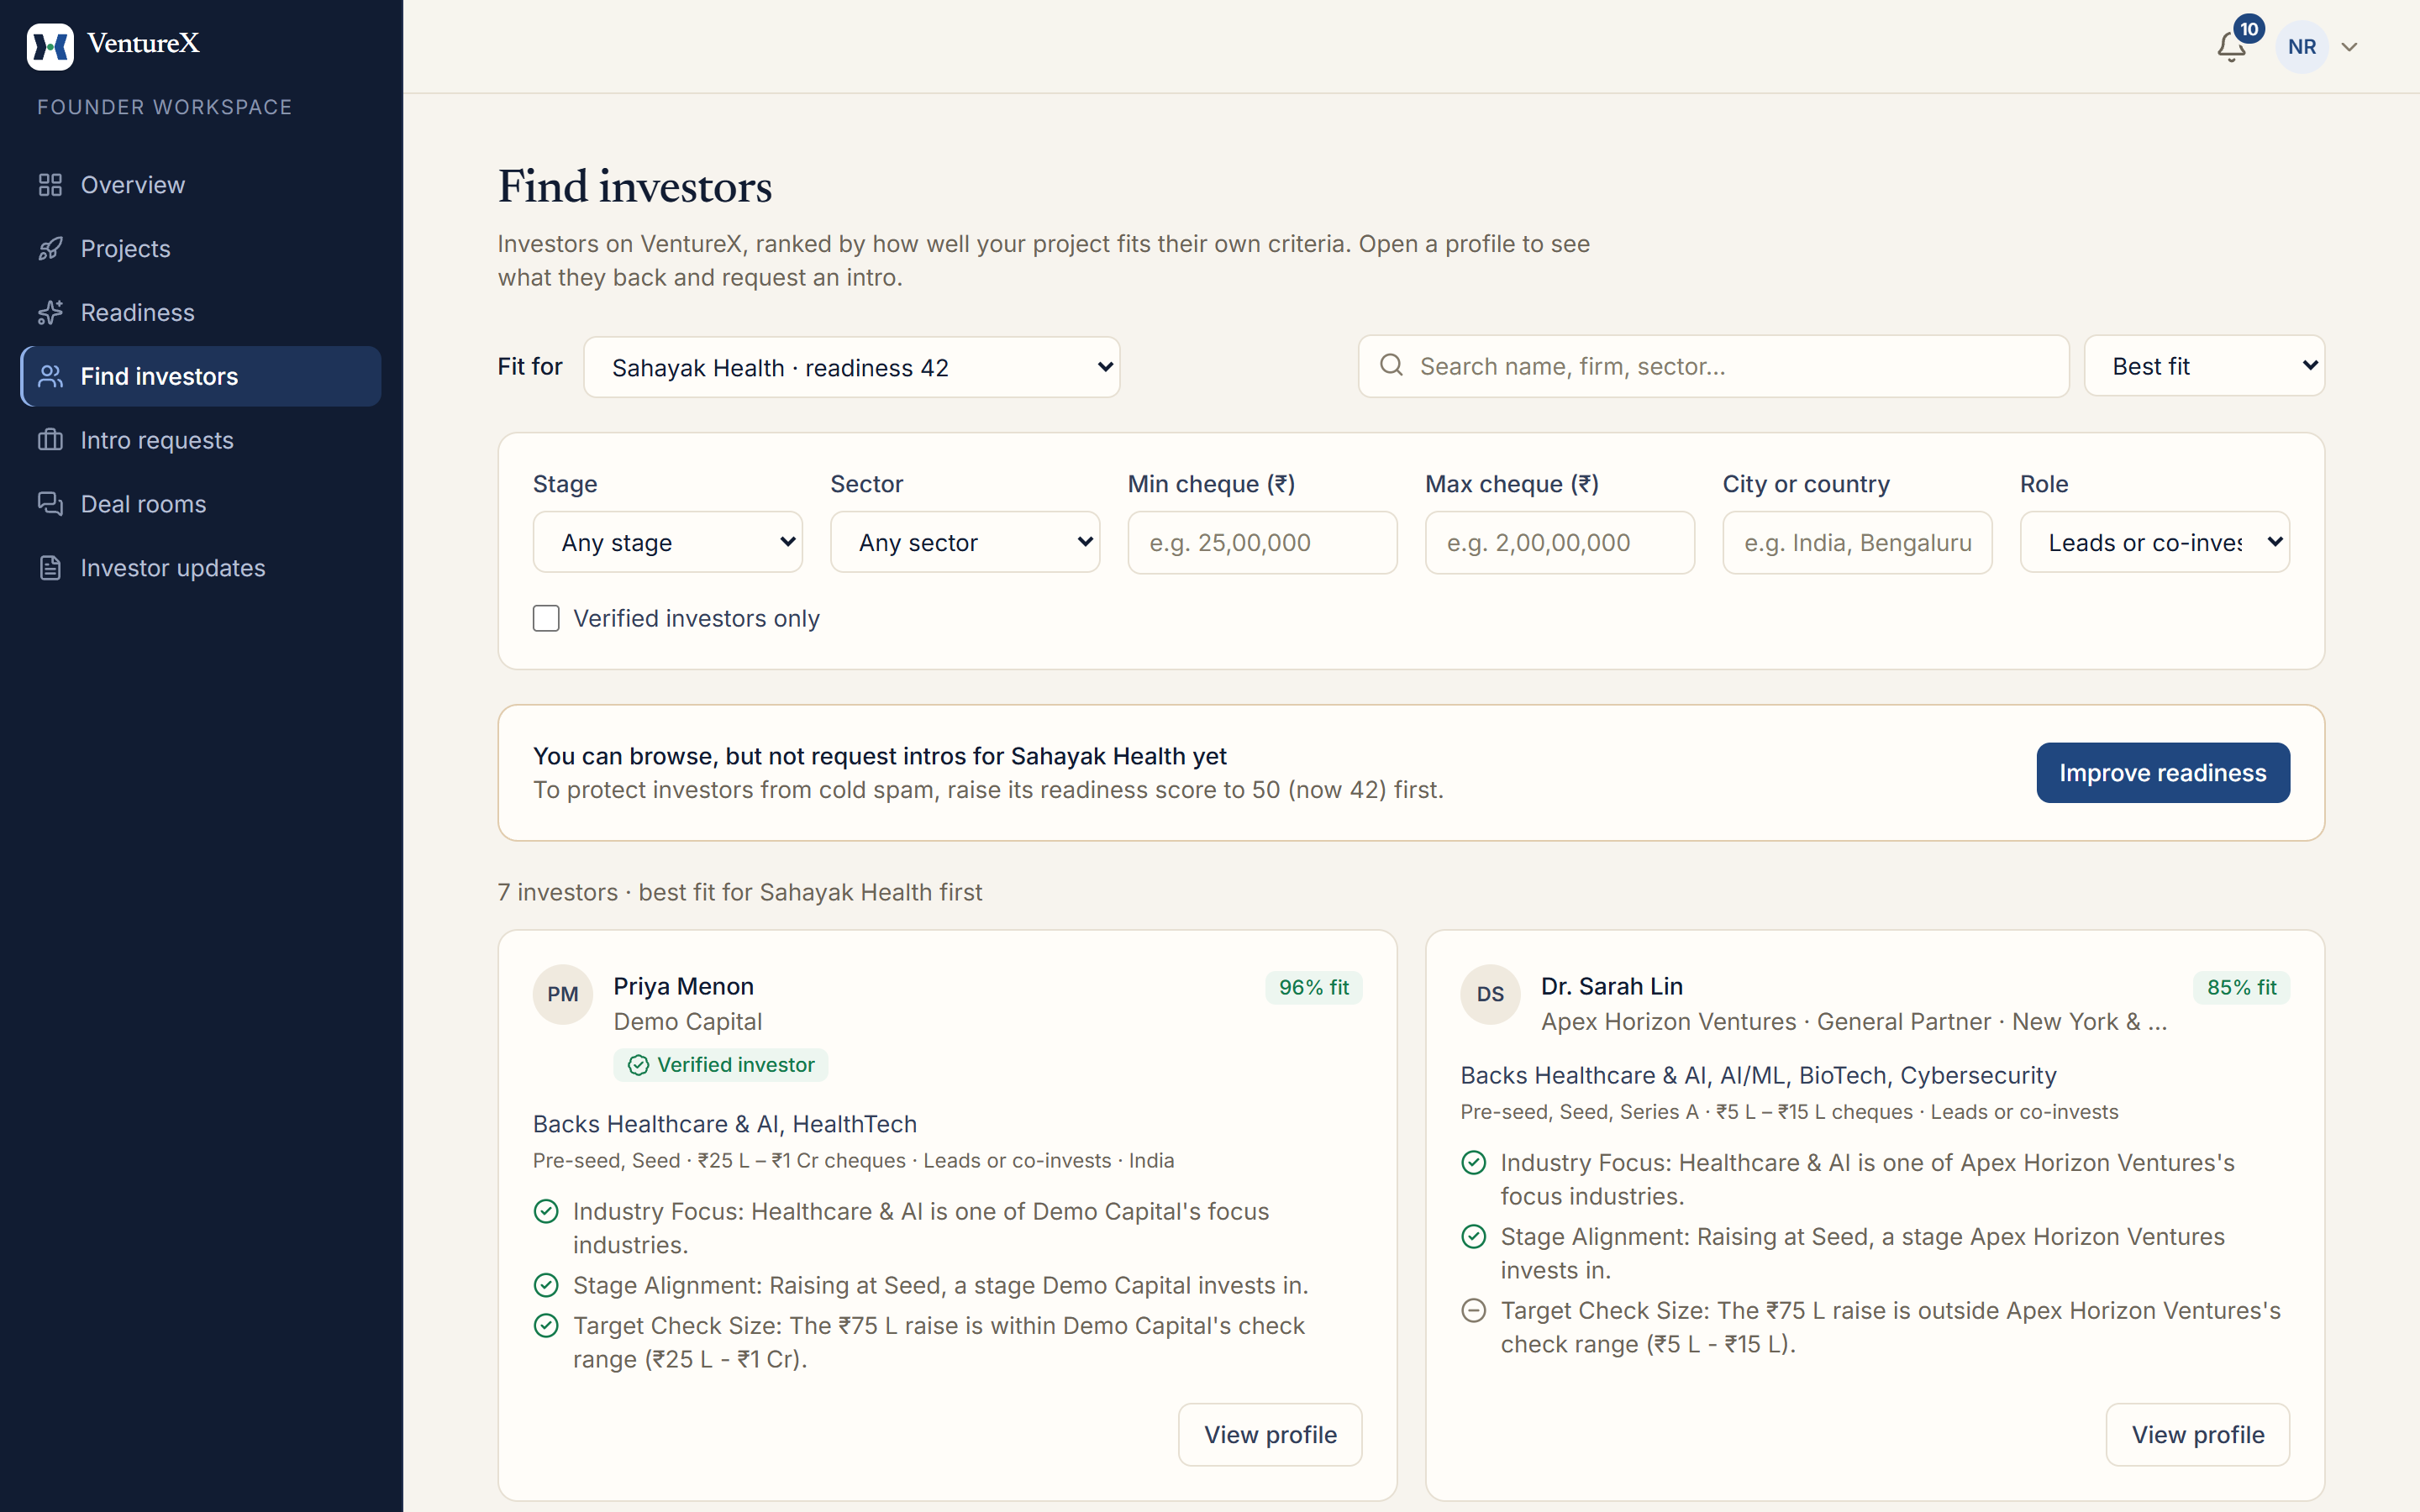 VentureX
FOUNDER WORKSPACE
Overview
Projects
Readiness
Find investors
Intro requests
Deal rooms
Investor updates
10
NR
Find investors
Investors on VentureX, ranked by how well your project fits their own criteria. Open a profile to see
what they back and request an intro.
Fit for
Sahayak Health · readiness 42
Search name, firm, sector...
Best fit
Stage
Sector
Min cheque (₹)
Max cheque (₹)
City or country
Role
Any stage
Any sector
e.g. 25,00,000
e.g. 2,00,00,000
e.g. India, Bengaluru
Leads or co-inves
Verified investors only
You can browse, but not request intros for Sahayak Health yet
To protect investors from cold spam, raise its readiness score to 50 (now 42) first.
Improve readiness
7 investors · best fit for Sahayak Health first
PM
Priya Menon
96% fit
Demo Capital
Verified investor
Backs Healthcare & AI, HealthTech
Pre-seed, Seed · ₹25 L – ₹1 Cr cheques · Leads or co-invests · India
Industry Focus: Healthcare & AI is one of Demo Capital's focus
industries.
Stage Alignment: Raising at Seed, a stage Demo Capital invests in.
Target Check Size: The ₹75 L raise is within Demo Capital's check
range (₹25 L - ₹1 Cr).
View profile
DS
Dr. Sarah Lin
85% fit
Apex Horizon Ventures · General Partner · New York & ...
Backs Healthcare & AI, AI/ML, BioTech, Cybersecurity
Pre-seed, Seed, Series A · ₹5 L – ₹15 L cheques · Leads or co-invests
Industry Focus: Healthcare & AI is one of Apex Horizon Ventures's
focus industries.
Stage Alignment: Raising at Seed, a stage Apex Horizon Ventures
invests in.
Target Check Size: The ₹75 L raise is outside Apex Horizon Ventures's
check range (₹5 L - ₹15 L).
View profile